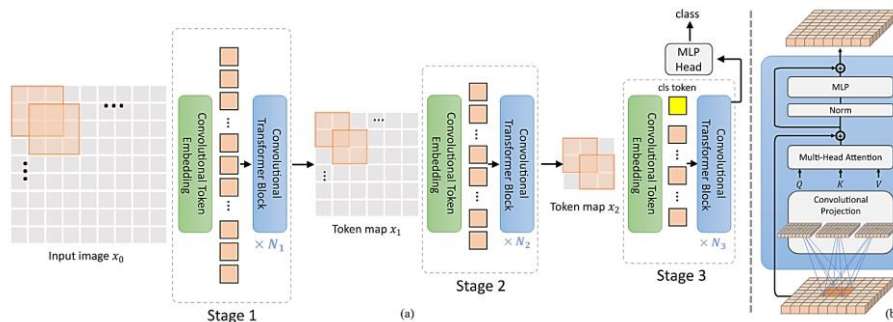 Input image x₀
Convolutional Token
Embedding
Convolutional
Transformer Block
× N₁
Stage 1
Token map x₁
(a)
Convolutional Token
Embedding
Convolutional
Transformer Block
× N₂
Stage 2
Token map x₂
class
MLP
Head
cls token
Convolutional Token
Embedding
Convolutional
Transformer Block
× N₃
Stage 3
MLP
Norm
Multi-Head Attention
Q K V
Convolutional
Projection
(b